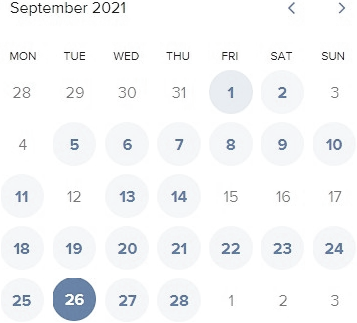 September 2021
MON TUE WED THU FRI SAT SUN
28 29 30 31 1 2 3
4 5 6 7 8 9 10
11 12 13 14 15 16 17
18 19 20 21 22 23 24
25 26 27 28 1 2 3